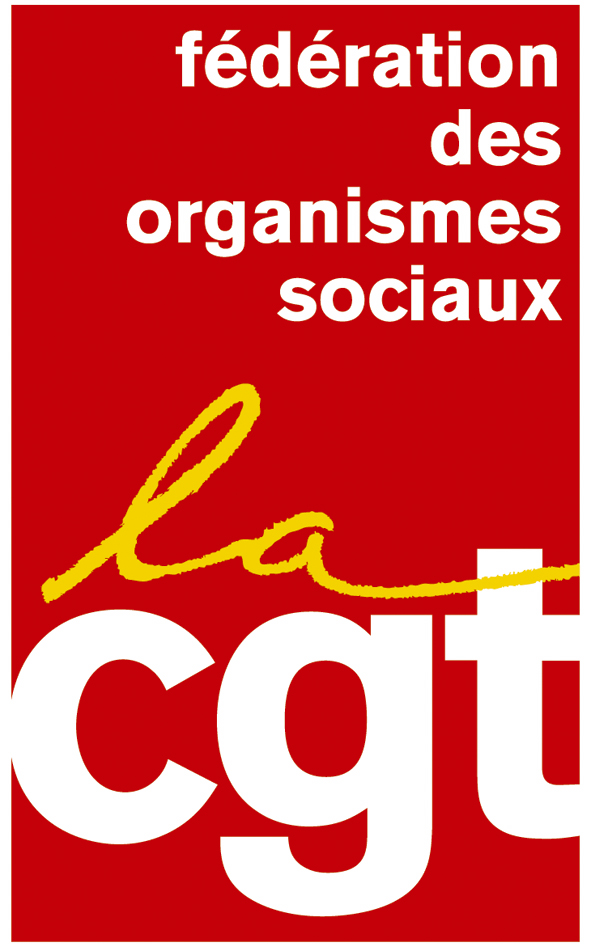 fédération
des
organismes
sociaux
la
cgt